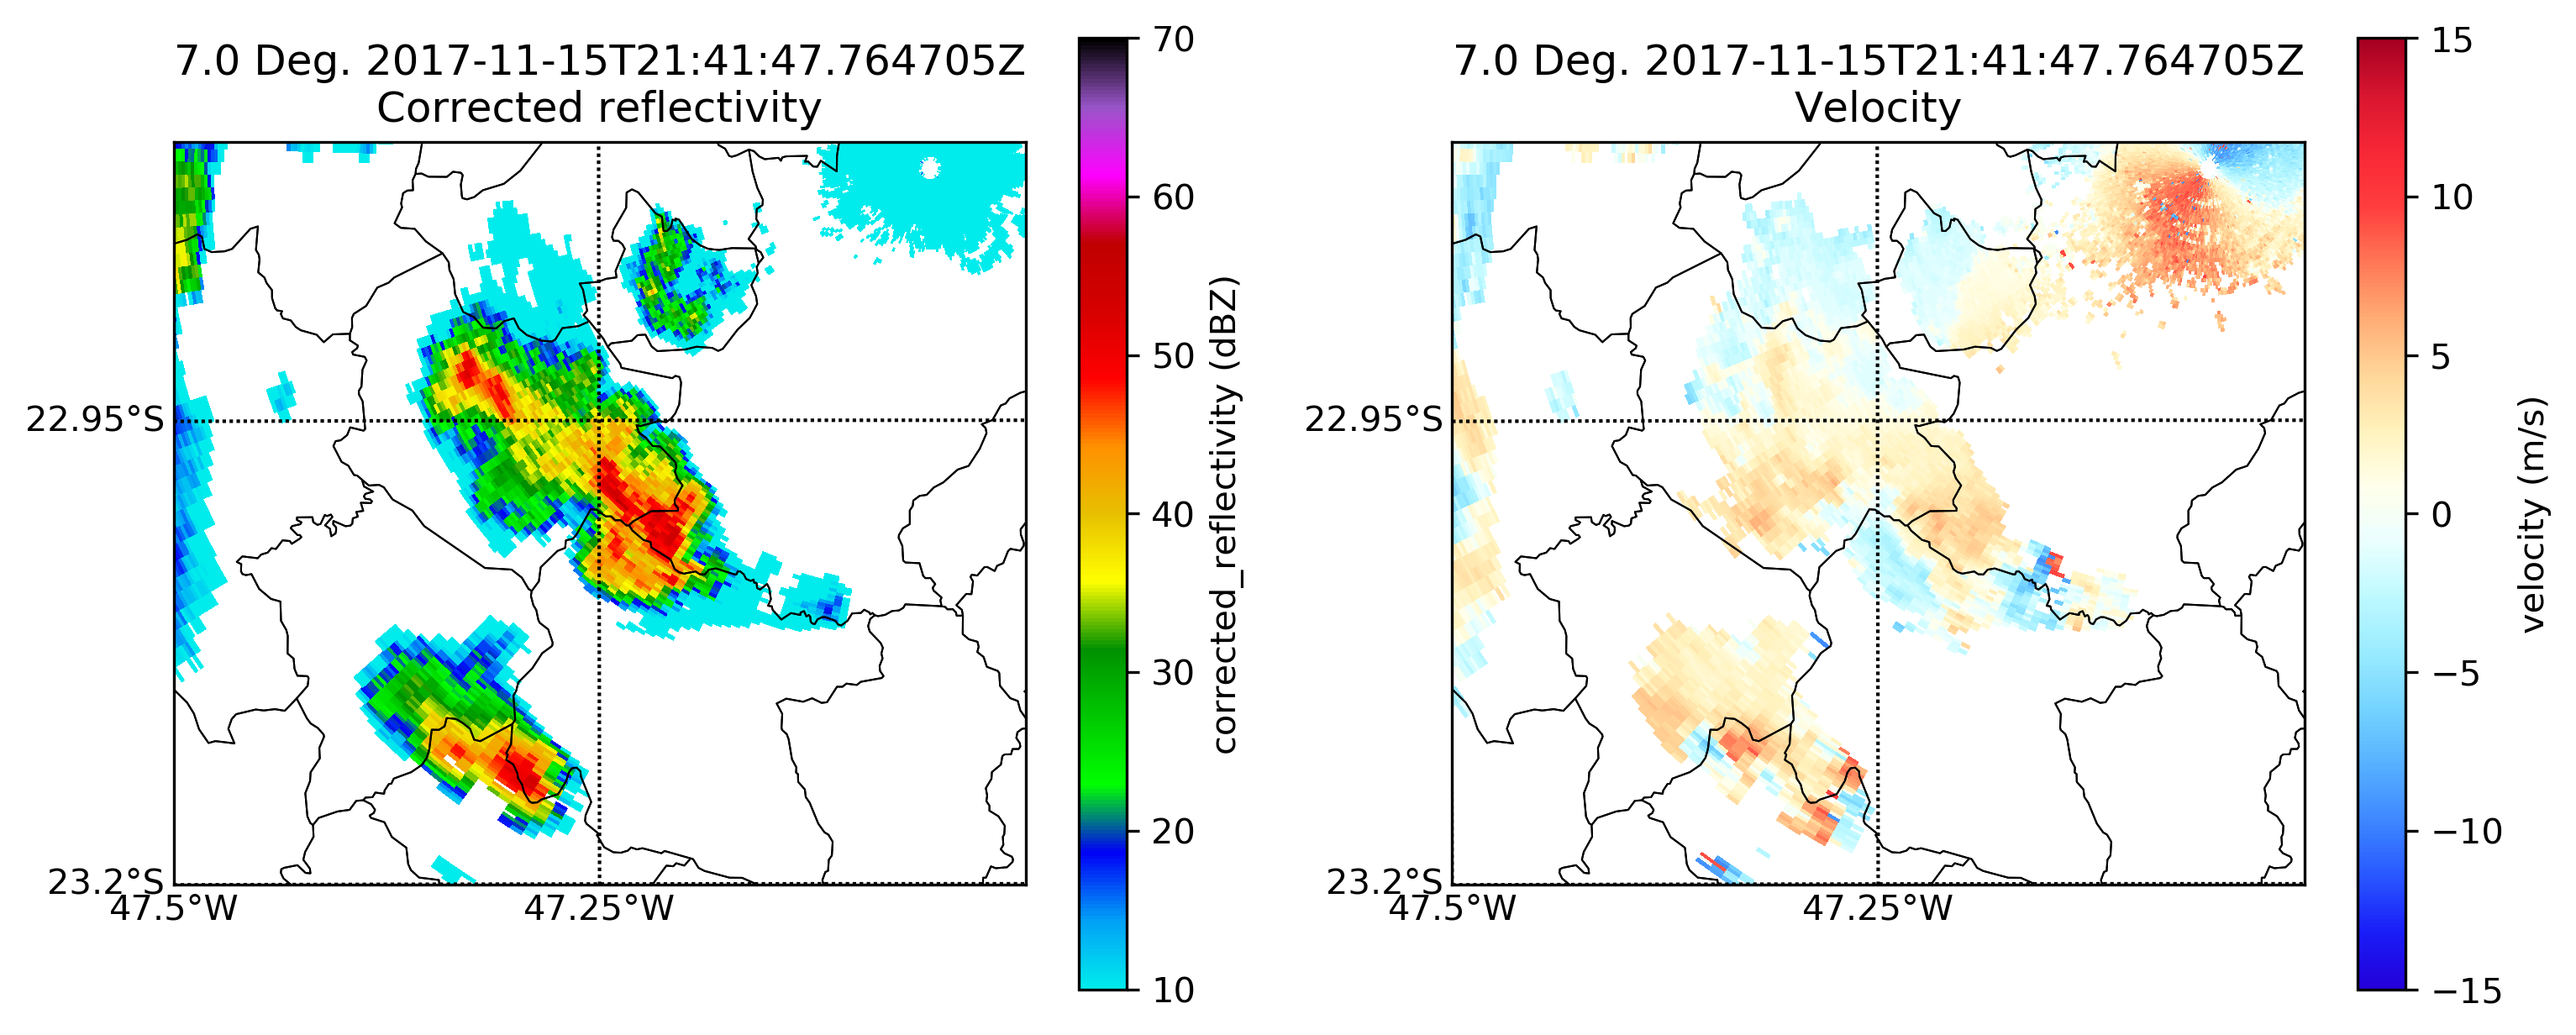 7.0 Deg. 2017-11-15T21:41:47.764705Z
Corrected reflectivity
22.95°S
23.2°S
47.5°W
47.25°W
70
60
50
40
30
20
10
corrected_reflectivity (dBZ)
7.0 Deg. 2017-11-15T21:41:47.764705Z
Velocity
22.95°S
23.2°S
47.5°W
47.25°W
15
10
5
0
−5
−10
−15
velocity (m/s)